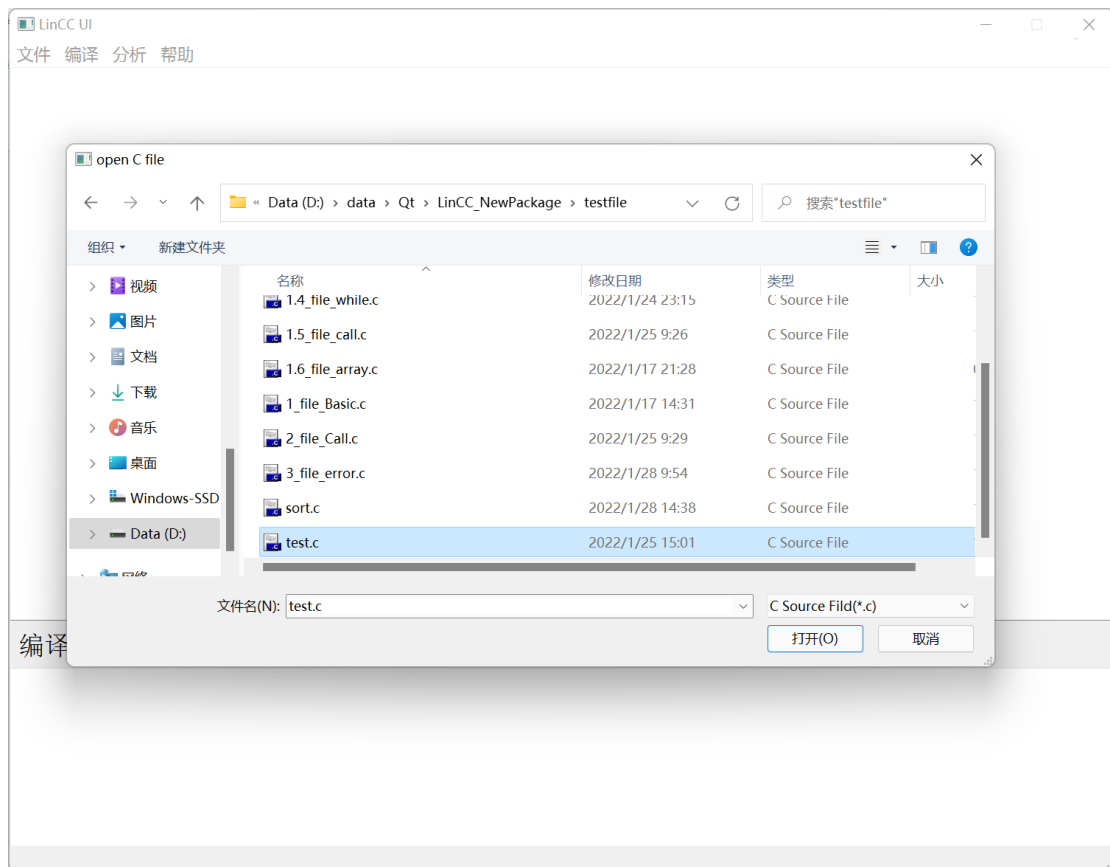 LinCC UI
文件 编译 分析 帮助
open C file
« Data (D:) › data › Qt › LinCC_NewPackage › testfile
搜索"testfile"
组织 新建文件夹
名称 修改日期 类型 大小
视频
图片
文档
下载
音乐
桌面
Windows-SSD
Data (D:)
网络
1.4_file_while.c 2022/1/24 23:15 C Source File
1.5_file_call.c 2022/1/25 9:26 C Source File
1.6_file_array.c 2022/1/17 21:28 C Source File
1_file_Basic.c 2022/1/17 14:31 C Source File
2_file_Call.c 2022/1/25 9:29 C Source File
3_file_error.c 2022/1/28 9:54 C Source File
sort.c 2022/1/28 14:38 C Source File
test.c 2022/1/25 15:01 C Source File
文件名(N): test.c C Source Fild(*.c)
打开(O) 取消
编译